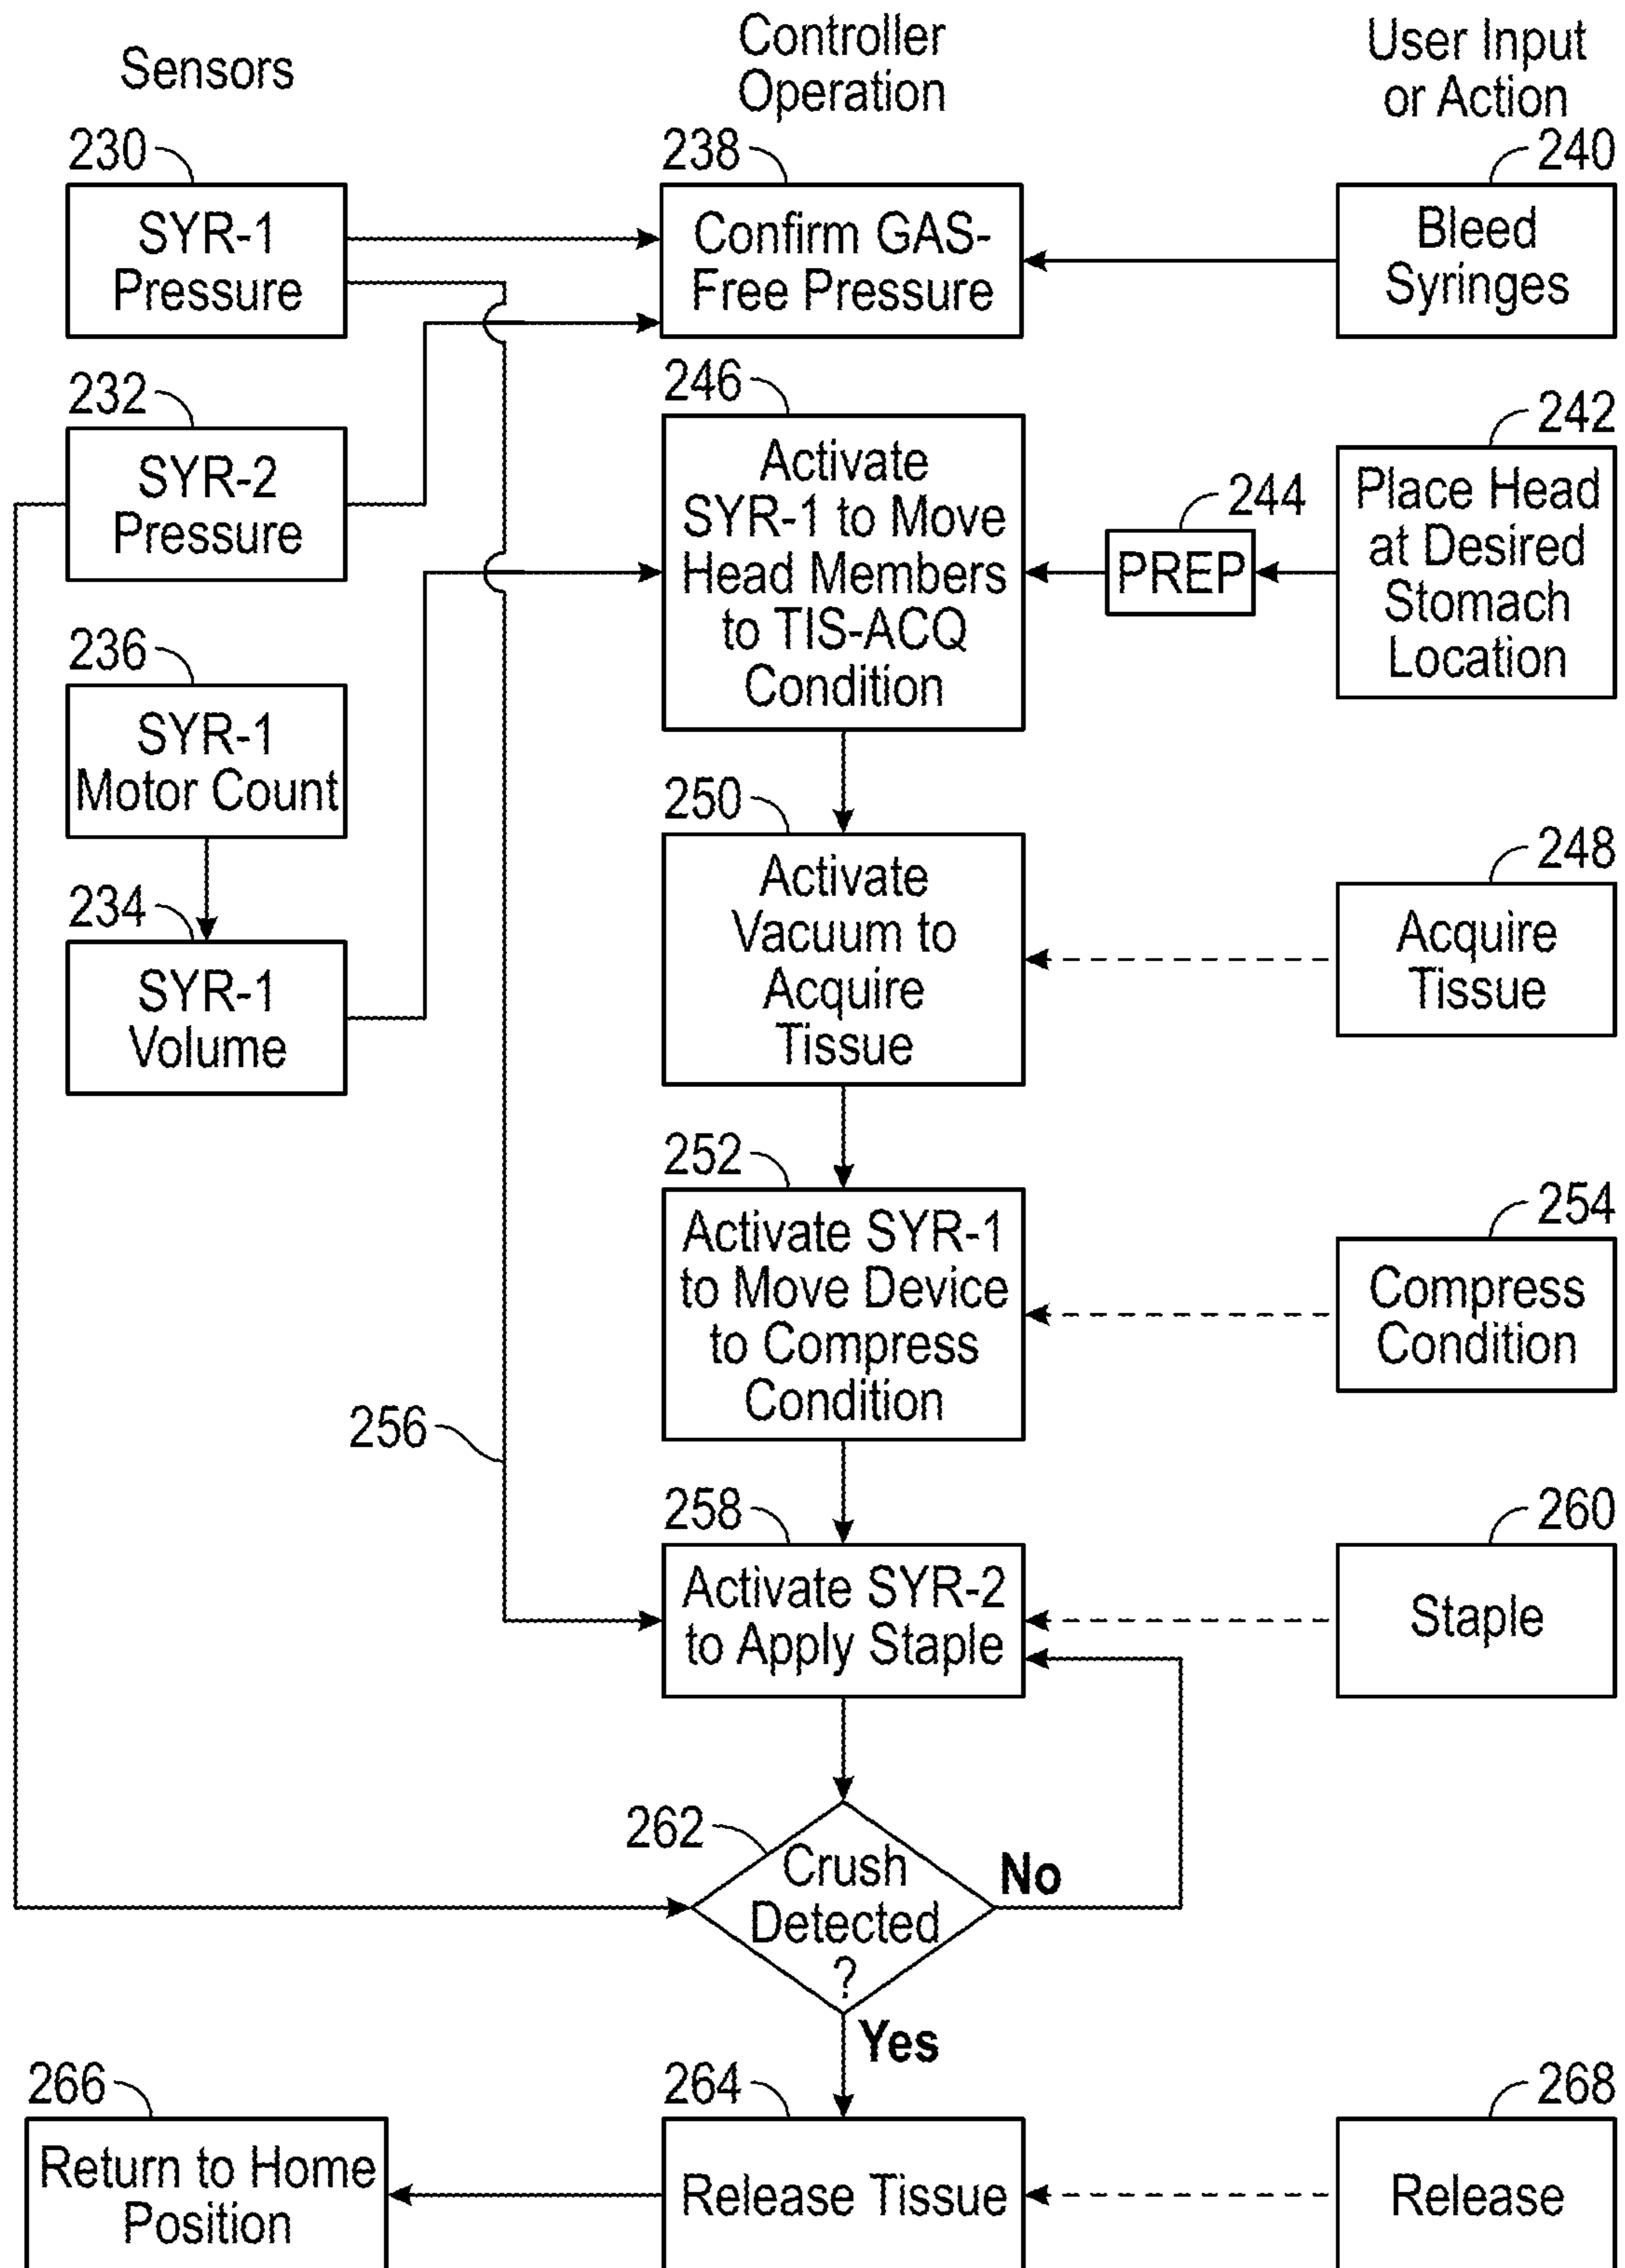 Sensors
Controller
Operation
User Input
or Action
230
238
240
SYR-1
Pressure
Confirm GAS-
Free Pressure
Bleed
Syringes
232
246
242
SYR-2
Pressure
Activate
SYR-1 to Move
Head Members
to TIS-ACQ
Condition
244
PREP
Place Head
at Desired
Stomach
Location
236
SYR-1
Motor Count
250
248
234
SYR-1
Volume
Activate
Vacuum to
Acquire
Tissue
Acquire
Tissue
252
254
Activate SYR-1
to Move Device
to Compress
Condition
Compress
Condition
256
258
260
Activate SYR-2
to Apply Staple
Staple
262
Crush
Detected
?
No
Yes
266
264
268
Return to Home
Position
Release Tissue
Release